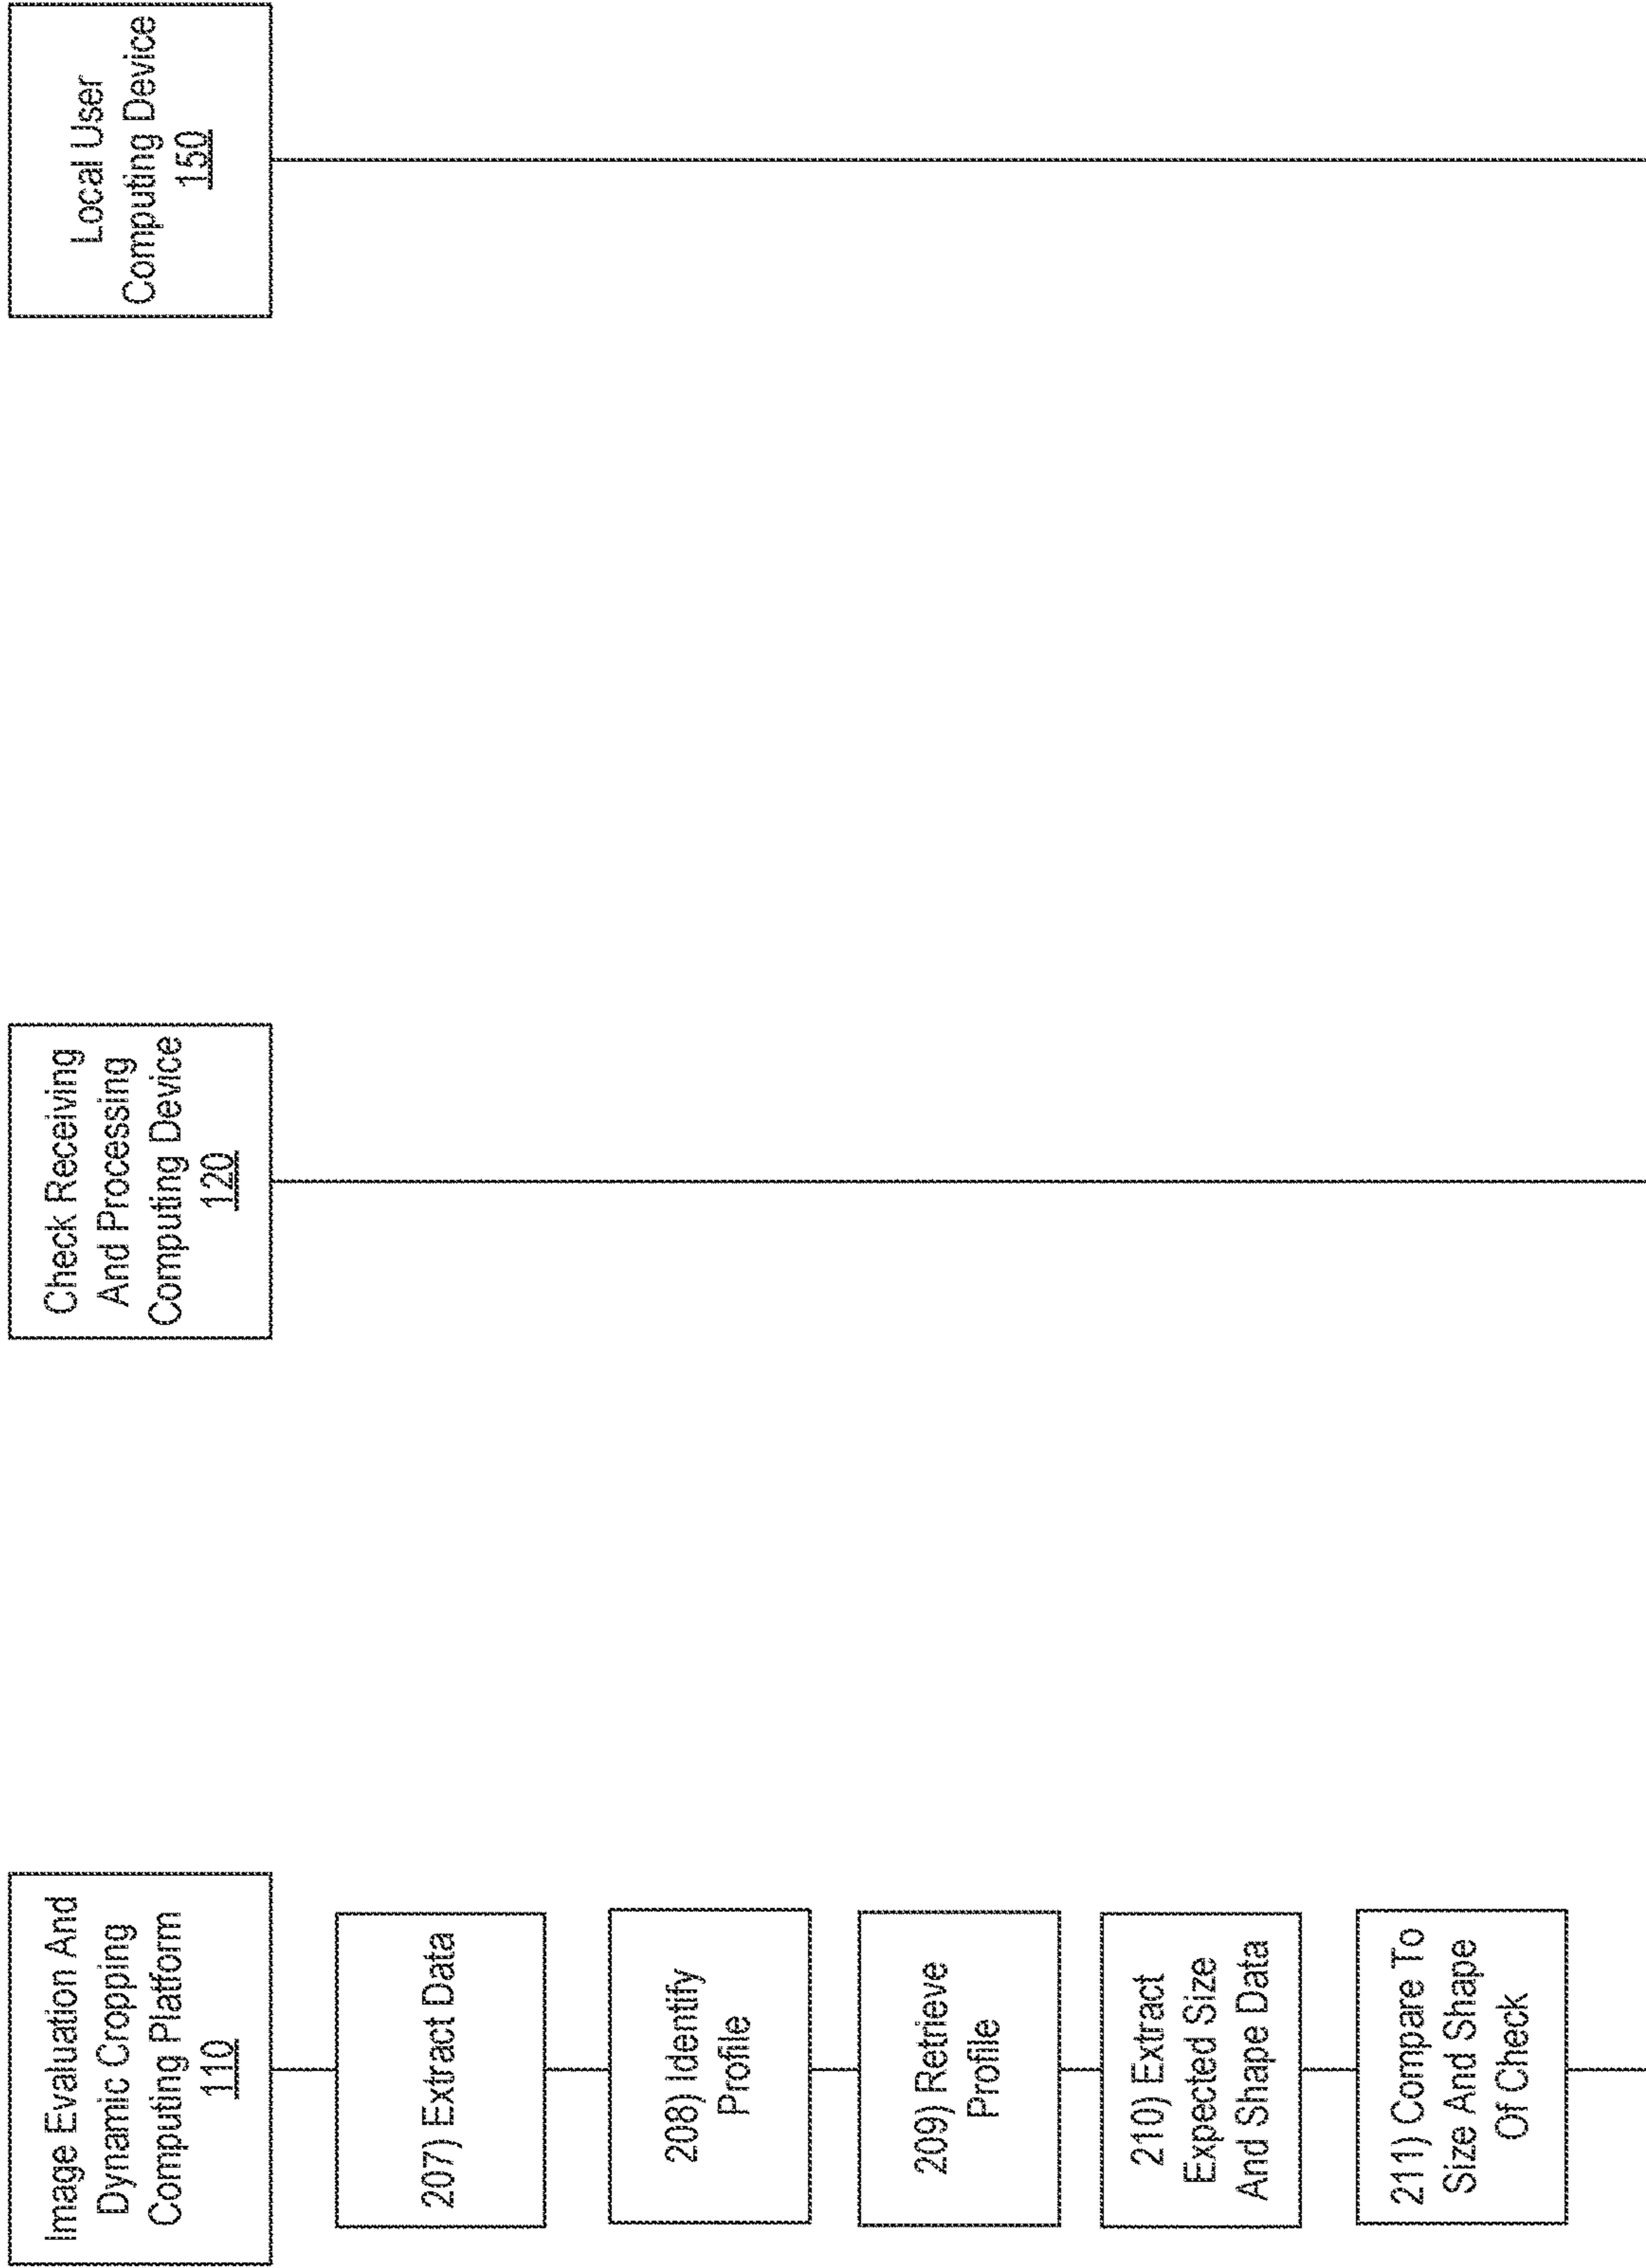 Image Evaluation And
Dynamic Cropping
Computing Platform
110
Check Receiving
And Processing
Computing Device
120
Local User
Computing Device
150
207) Extract Data
208) Identify
Profile
209) Retrieve
Profile
210) Extract
Expected Size
And Shape Data
211) Compare To
Size And Shape
Of Check